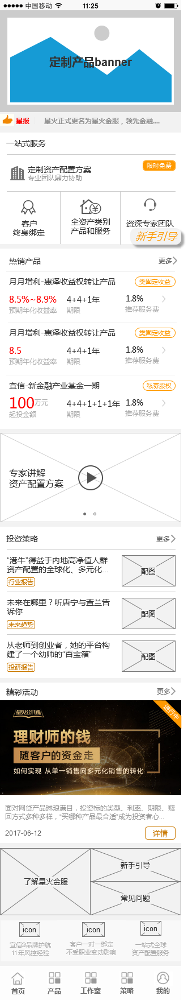 中国移动 11:25
定制产品banner
星报 星火正式更名为星火金服，领先金融....
一站式服务
限时免费
定制资产配置方案
专业团队鼎力协助
客户
终身绑定
全资产类别
产品和服务
资深专家团队
新手引导
热销产品 更多
月月增利-惠泽收益权转让产品 类固定收益
8.5%~8.9% 4+4+1年 1.8%
预期年化收益率 期限 推荐服务费
月月增利-惠泽收益权转让产品 类固定收益
8.5 4+4+1年 1.8%
预期年化收益率 期限 推荐服务费
宜信-新金融产业基金一期 私募股权
100万元 4+4+1+1+1年 1.8%
起投金额 期限 推荐服务费
专家讲解
资产配置方案
投资策略 更多
“港牛”得益于内地高净值人群
资产配置的全球化、多元化...
配图
行业报告
未来在哪里？听唐宁与查兰告
诉你
配图
未来趋势
从老师到创业者，她的平台构
建了一个幼师的“百宝箱”
配图
投研报告
精彩活动 更多
进行中
星火公开课
理财师的钱
随客户的资金走
如何实现 从单一销售向多元化销售的转化
面对网贷产品琳琅满目，投资标的类型、利率、期限、赎
回方式多种多样，“买哪种产品最合适”成为投资者心...
2017-06-12 详情
了解星火金服
新手引导
常见问题
icon icon icon
宜信®品牌护航
11年风控经验
客户一对一绑定
不受职业变动影响
一站式全球
资产配置服务
首页 产品 工作室 策略 我的